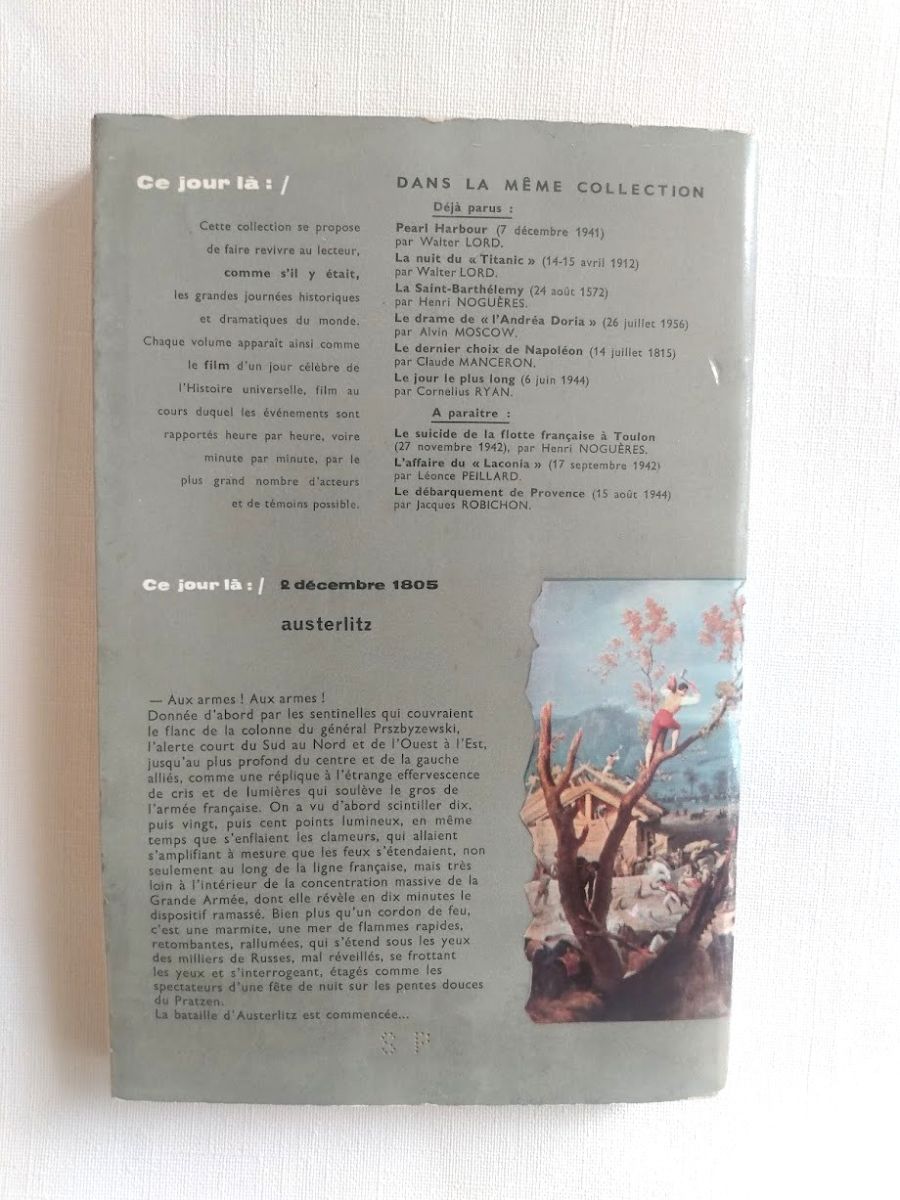 Ce jour là : /
Cette collection se propose
de faire revivre au lecteur,
comme s'il y était,
les grandes journées historiques
et dramatiques du monde.
Chaque volume apparaît ainsi comme
le film d'un jour célèbre de
l'Histoire universelle, film au
cours duquel les événements sont
rapportés heure par heure, voire
minute par minute, par le
plus grand nombre d'acteurs
et de témoins possible.
DANS LA MÊME COLLECTION
Déjà parus :
Pearl Harbour (7 décembre 1941)
par Walter LORD.
La nuit du « Titanic » (14-15 avril 1912)
par Walter LORD.
La Saint-Barthélemy (24 août 1572)
par Henri NOGUÈRES.
Le drame de « l'Andréa Doria » (26 juillet 1956)
par Alvin MOSCOW.
Le dernier choix de Napoléon (14 juillet 1815)
par Claude MANCERON.
Le jour le plus long (6 juin 1944)
par Cornelius RYAN.
A paraitre :
Le suicide de la flotte française à Toulon
(27 novembre 1942), par Henri NOGUÈRES.
L'affaire du « Laconia » (17 septembre 1942)
par Léonce PEILLARD.
Le débarquement de Provence (15 août 1944)
par Jacques ROBICHON.
Ce jour là : / 2 décembre 1805
austerlitz
— Aux armes ! Aux armes !
Donnée d'abord par les sentinelles qui couvraient
le flanc de la colonne du général Prszbyzewski,
l'alerte court du Sud au Nord et de l'Ouest à l'Est,
jusqu'au plus profond du centre et de la gauche
alliés, comme une réplique à l'étrange effervescence
de cris et de lumières qui soulève le gros de
l'armée française. On a vu d'abord scintiller dix,
puis vingt, puis cent points lumineux, en même
temps que s'enflaient les clameurs, qui allaient
s'amplifiant à mesure que les feux s'étendaient, non
seulement au long de la ligne française, mais très
loin à l'intérieur de la concentration massive de la
Grande Armée, dont elle révèle en dix minutes le
dispositif ramassé. Bien plus qu'un cordon de feu,
c'est une marmite, une mer de flammes rapides,
retombantes, rallumées, qui s'étend sous les yeux
des milliers de Russes, mal réveillés, se frottant
les yeux et s'interrogeant, étagés comme les
spectateurs d'une fête de nuit sur les pentes douces
du Pratzen.
La bataille d'Austerlitz est commencée...
S P